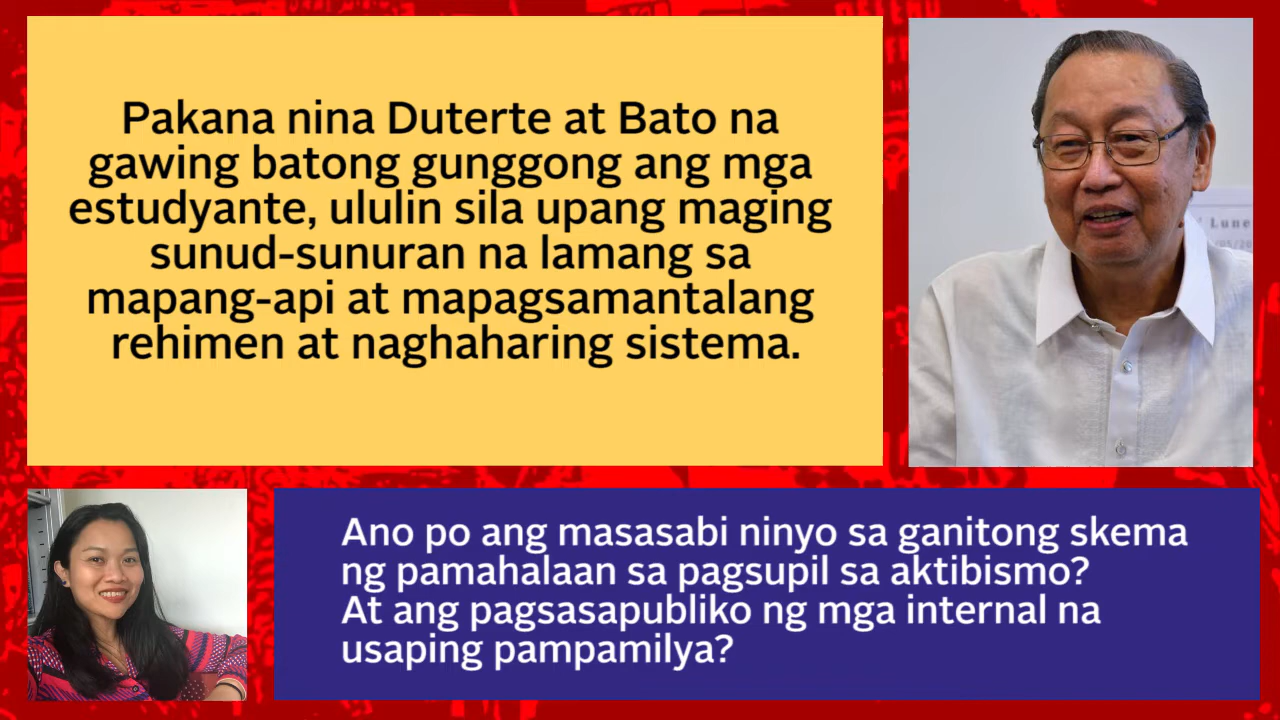 Pakana nina Duterte at Bato na
gawing batong gunggong ang mga
estudyante, ululin sila upang maging
sunud-sunuran na lamang sa
mapang-api at mapagsamantalang
rehimen at naghaharing sistema.
Lune
Ano po ang masasabi ninyo sa ganitong skema
ng pamahalaan sa pagsupil sa aktibismo?
At ang pagsasapubliko ng mga internal na
usaping pampamilya?